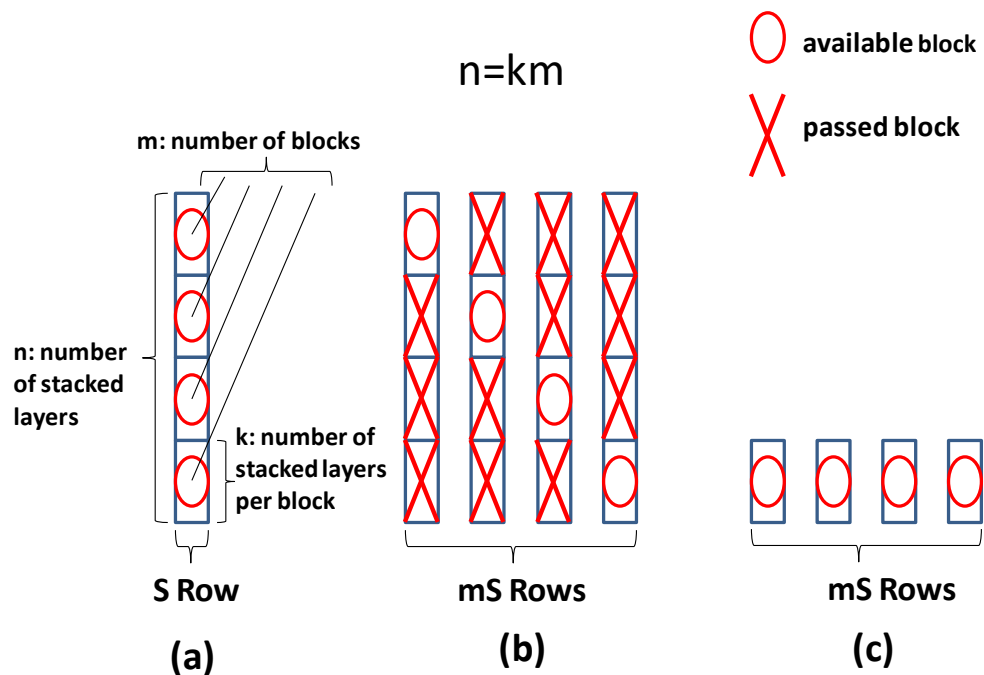 n=km
available block
passed block
m: number of blocks
n: number
of stacked
layers
k: number of
stacked layers
per block
S Row
mS Rows
mS Rows
(a)
(b)
(c)